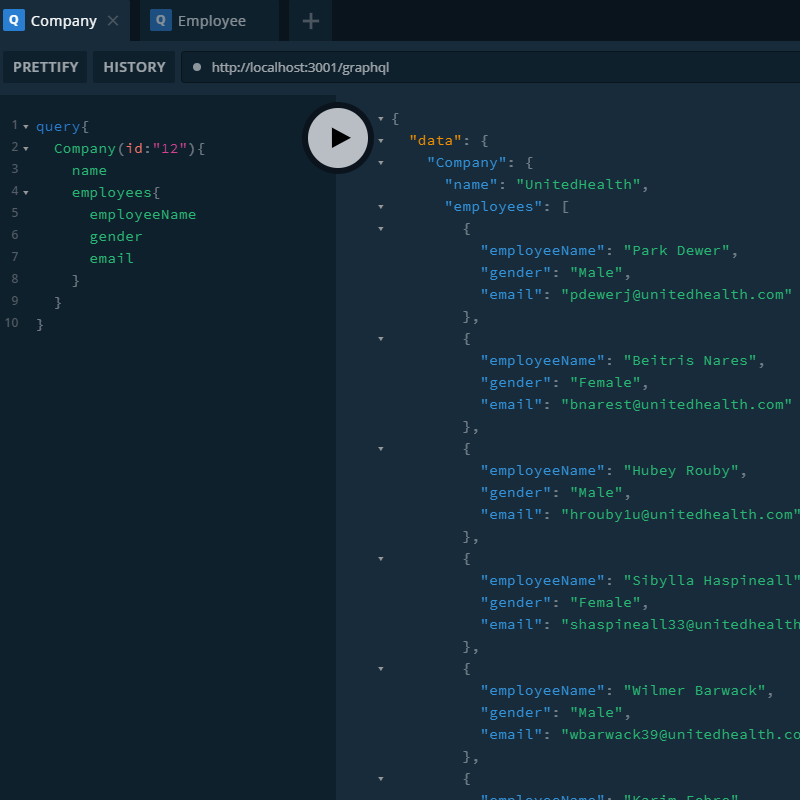 Q Company × Q Employee +
PRETTIFY HISTORY http://localhost:3001/graphql
1 query{
2 Company(id:"12"){
3 name
4 employees{
5 employeeName
6 gender
7 email
8 }
9 }
10 }
{
"data": {
"Company": {
"name": "UnitedHealth",
"employees": [
{
"employeeName": "Park Dewer",
"gender": "Male",
"email": "pdewerj@unitedhealth.com"
},
{
"employeeName": "Beitris Nares",
"gender": "Female",
"email": "bnarest@unitedhealth.com"
},
{
"employeeName": "Hubey Rouby",
"gender": "Male",
"email": "hrouby1u@unitedhealth.com"
},
{
"employeeName": "Sibylla Haspineall"
"gender": "Female",
"email": "shaspineall33@unitedhealth
},
{
"employeeName": "Wilmer Barwack",
"gender": "Male",
"email": "wbarwack39@unitedhealth.co
},
{
"employeeName": "Karim